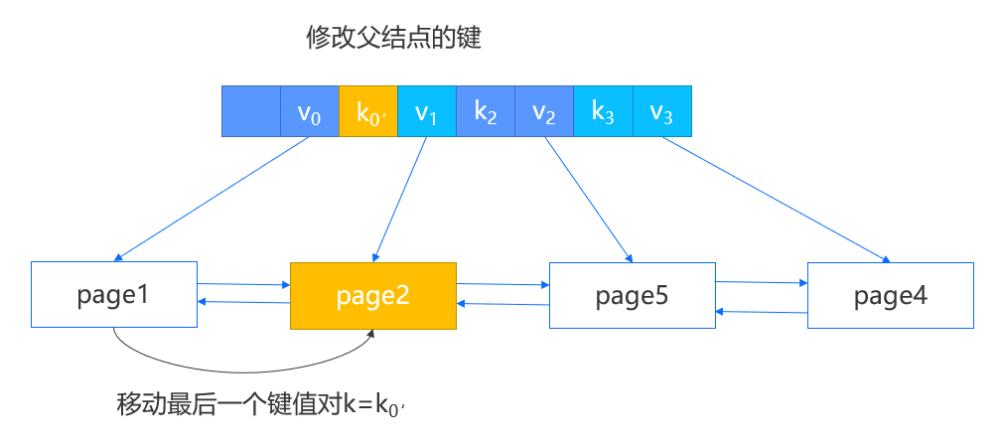 修改父结点的键
v0 k0' v1 k2 v2 k3 v3
page1 page2 page5 page4
移动最后一个键值对k=k0'